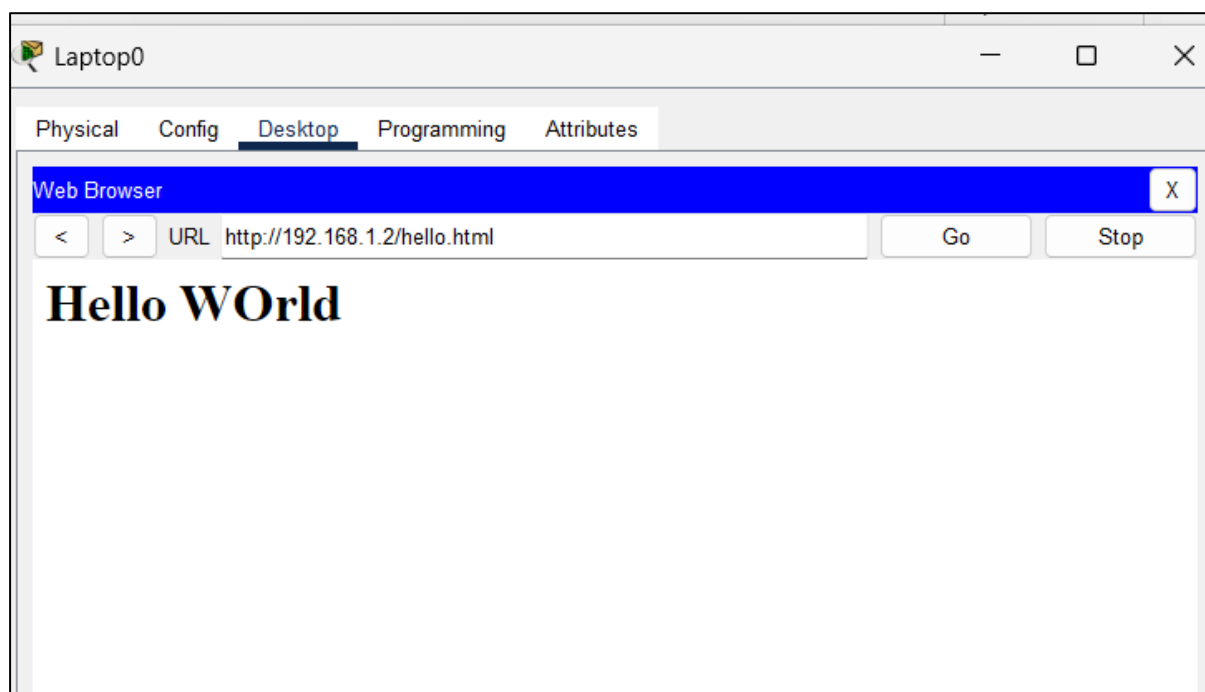 Laptop0
Physical Config Desktop Programming Attributes
Web Browser X
< > URL http://192.168.1.2/hello.html Go Stop
Hello WOrld